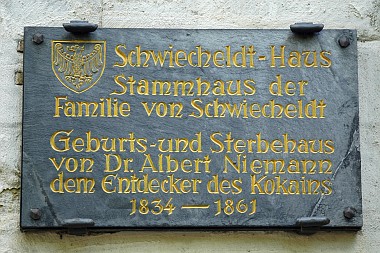 Schwiecheldt-Haus
Stammhaus der
Familie von Schwiecheldt
Geburts- und Sterbehaus
von Dr. Albert Niemann
dem Entdecker des Kokains
1834 — 1861